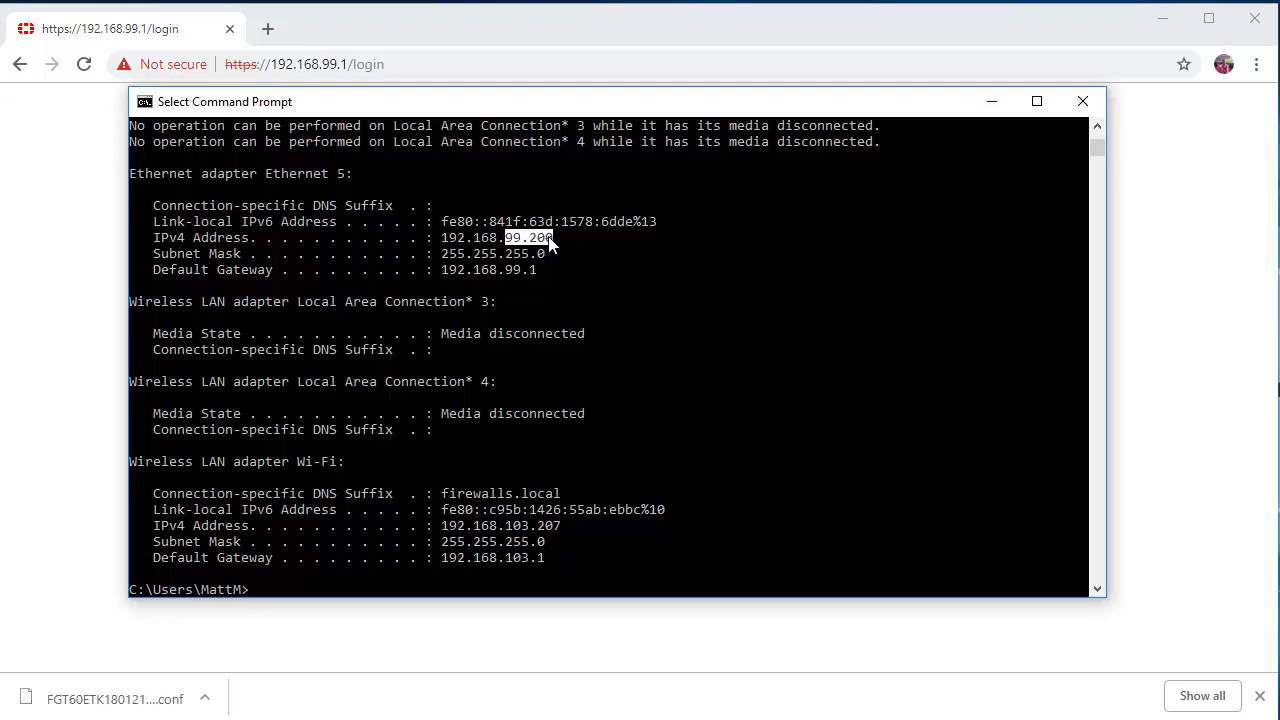 https://192.168.99.1/login
Not secure
https://192.168.99.1/login
Select Command Prompt
No operation can be performed on Local Area Connection* 3 while it has its media disconnected.
No operation can be performed on Local Area Connection* 4 while it has its media disconnected.
Ethernet adapter Ethernet 5:
Connection-specific DNS Suffix . :
Link-local IPv6 Address . . . . . : fe80::841f:63d:1578:6dde%13
IPv4 Address. . . . . . . . . . . : 192.168.99.200
Subnet Mask . . . . . . . . . . . : 255.255.255.0
Default Gateway . . . . . . . . . : 192.168.99.1
Wireless LAN adapter Local Area Connection* 3:
Media State . . . . . . . . . . . : Media disconnected
Connection-specific DNS Suffix . :
Wireless LAN adapter Local Area Connection* 4:
Media State . . . . . . . . . . . : Media disconnected
Connection-specific DNS Suffix . :
Wireless LAN adapter Wi-Fi:
Connection-specific DNS Suffix . : firewalls.local
Link-local IPv6 Address . . . . . : fe80::c95b:1426:55ab:ebbc%10
IPv4 Address. . . . . . . . . . . : 192.168.103.207
Subnet Mask . . . . . . . . . . . : 255.255.255.0
Default Gateway . . . . . . . . . : 192.168.103.1
C:\Users\MattM>
FGT60ETK180121....conf
Show all